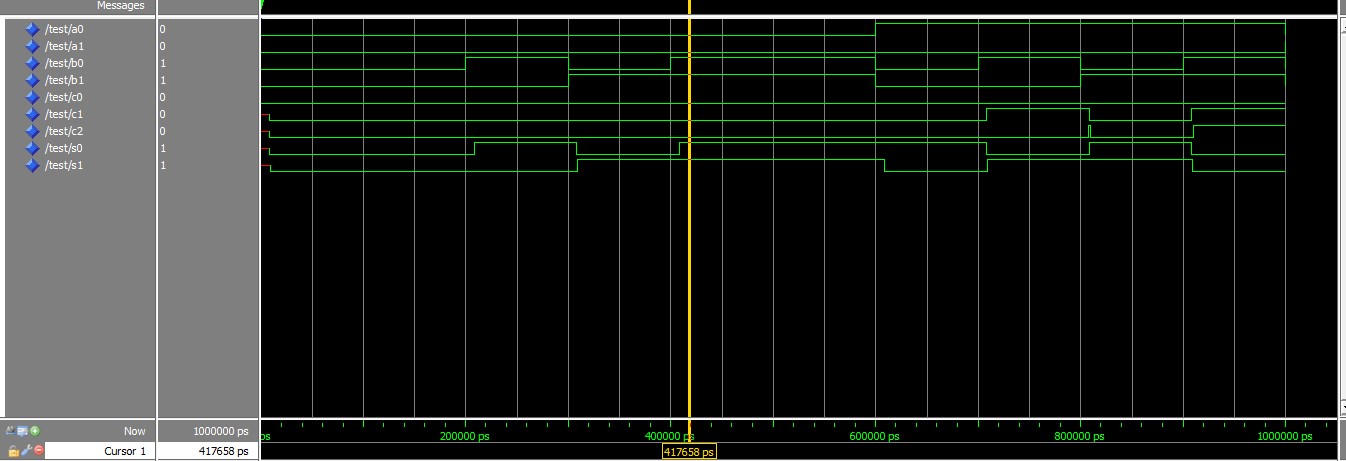 Messages
/test/a0 0
/test/a1 0
/test/b0 1
/test/b1 1
/test/c0 0
/test/c1 0
/test/c2 0
/test/s0 1
/test/s1 1
Now 1000000 ps ps 200000 ps 400000 ps 600000 ps 800000 ps 1000000 ps
Cursor 1 417658 ps 417658 ps